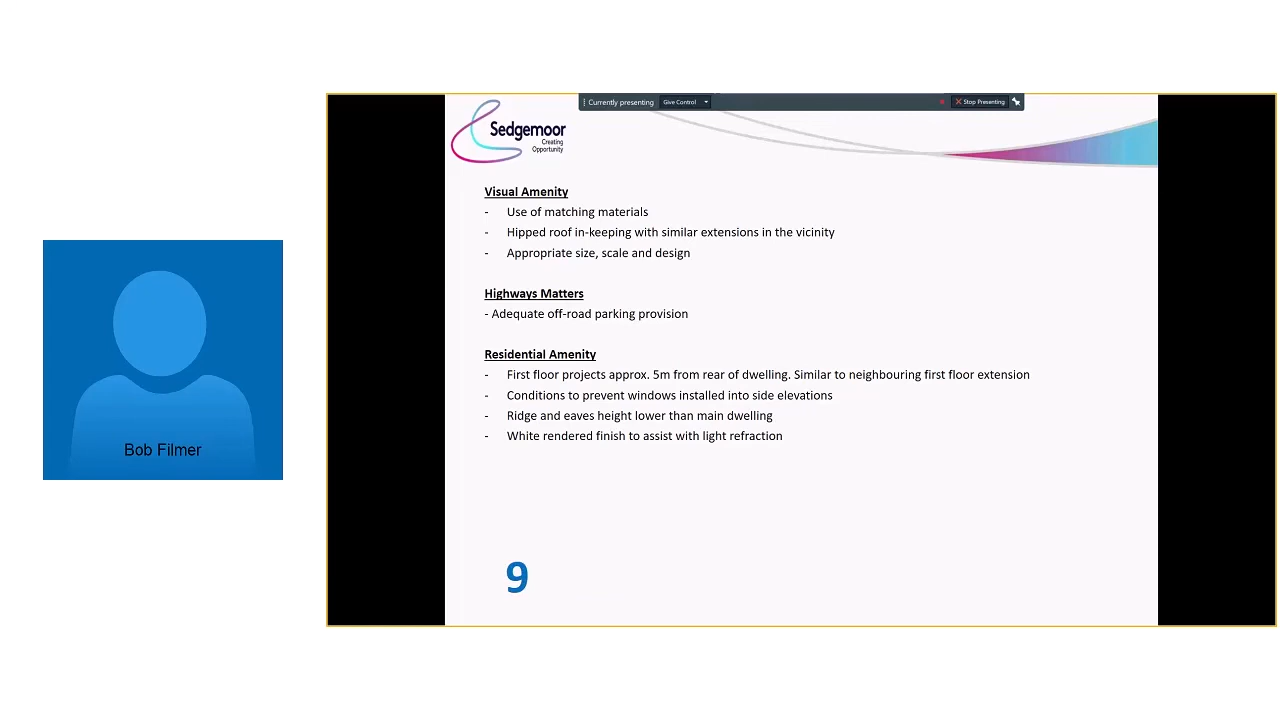 Currently presenting Give Control
Stop Presenting
Sedgemoor
Creating
Opportunity
Visual Amenity
- Use of matching materials
- Hipped roof in-keeping with similar extensions in the vicinity
- Appropriate size, scale and design
Highways Matters
- Adequate off-road parking provision
Residential Amenity
- First floor projects approx. 5m from rear of dwelling. Similar to neighbouring first floor extension
- Conditions to prevent windows installed into side elevations
- Ridge and eaves height lower than main dwelling
- White rendered finish to assist with light refraction
Bob Filmer
9